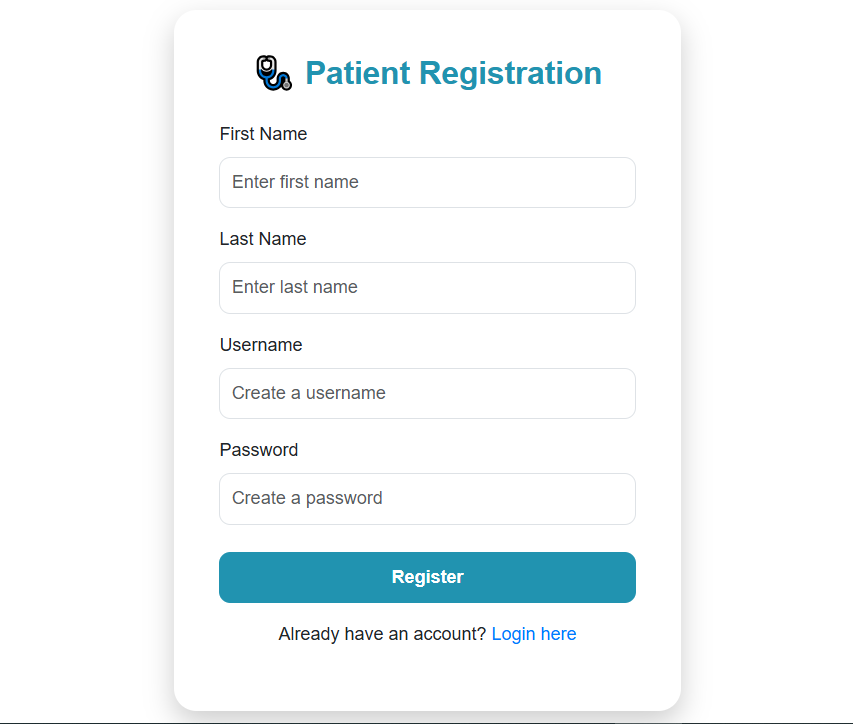 Patient Registration
First Name
Enter first name
Last Name
Enter last name
Username
Create a username
Password
Create a password
Register
Already have an account? Login here